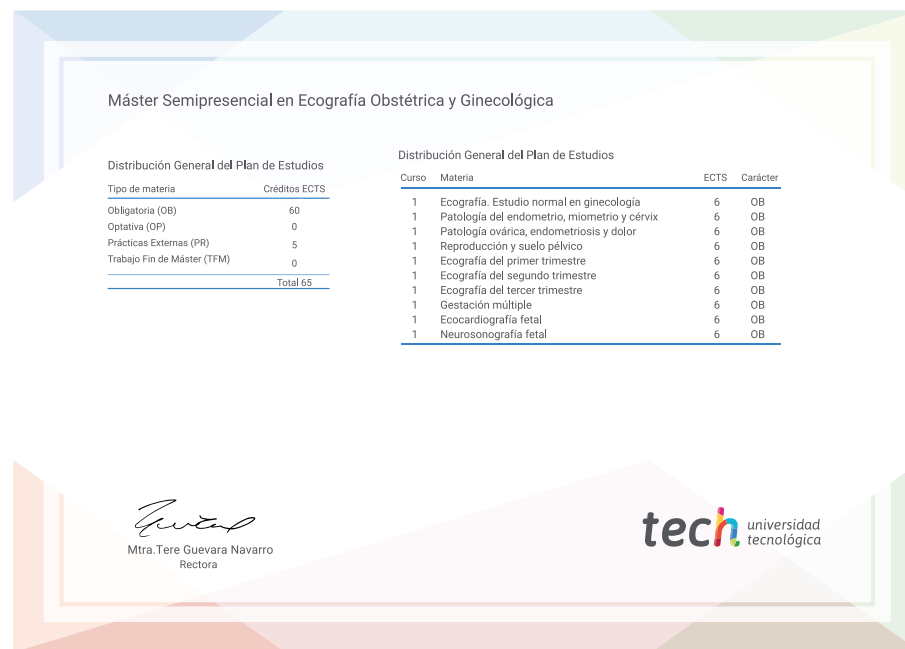 Máster Semipresencial en Ecografía Obstétrica y Ginecológica
Distribución General del Plan de Estudios
Tipo de materia Créditos ECTS
Obligatoria (OB) 60
Optativa (OP) 0
Prácticas Externas (PR) 5
Trabajo Fin de Máster (TFM) 0
Total 65
Distribución General del Plan de Estudios
Curso Materia ECTS Carácter
1 Ecografía. Estudio normal en ginecología 6 OB
1 Patología del endometrio, miometrio y cérvix 6 OB
1 Patología ovárica, endometriosis y dolor 6 OB
1 Reproducción y suelo pélvico 6 OB
1 Ecografía del primer trimestre 6 OB
1 Ecografía del segundo trimestre 6 OB
1 Ecografía del tercer trimestre 6 OB
1 Gestación múltiple 6 OB
1 Ecocardiografía fetal 6 OB
1 Neurosonografía fetal 6 OB
Mtra.Tere Guevara Navarro
Rectora
tech universidad
tecnológica